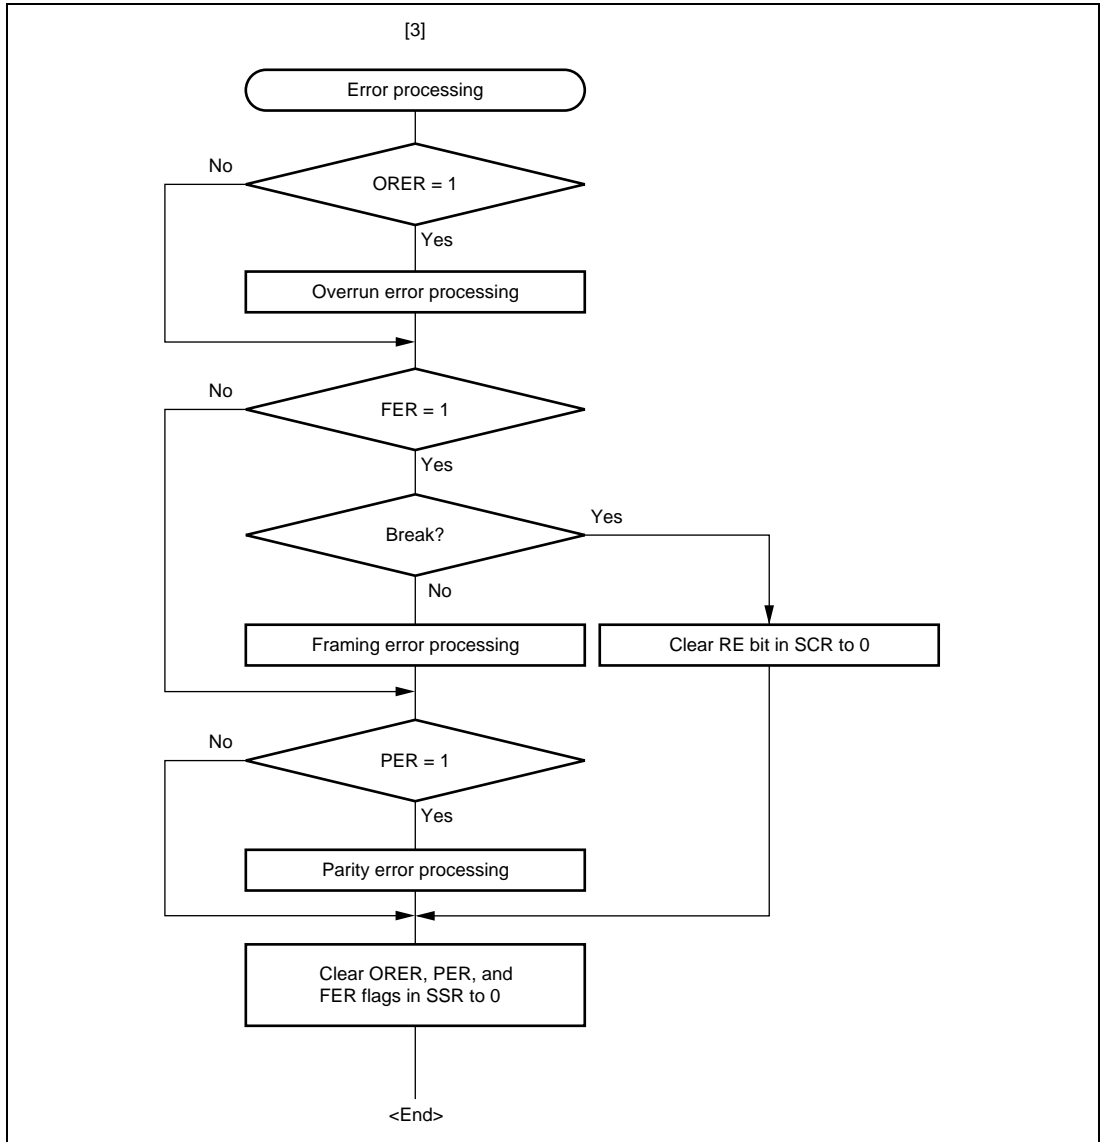 [3]
Error processing
No
ORER = 1
Yes
Overrun error processing
No
FER = 1
Yes
Break?
Yes
No
Framing error processing
Clear RE bit in SCR to 0
No
PER = 1
Yes
Parity error processing
Clear ORER, PER, and
FER flags in SSR to 0
<End>